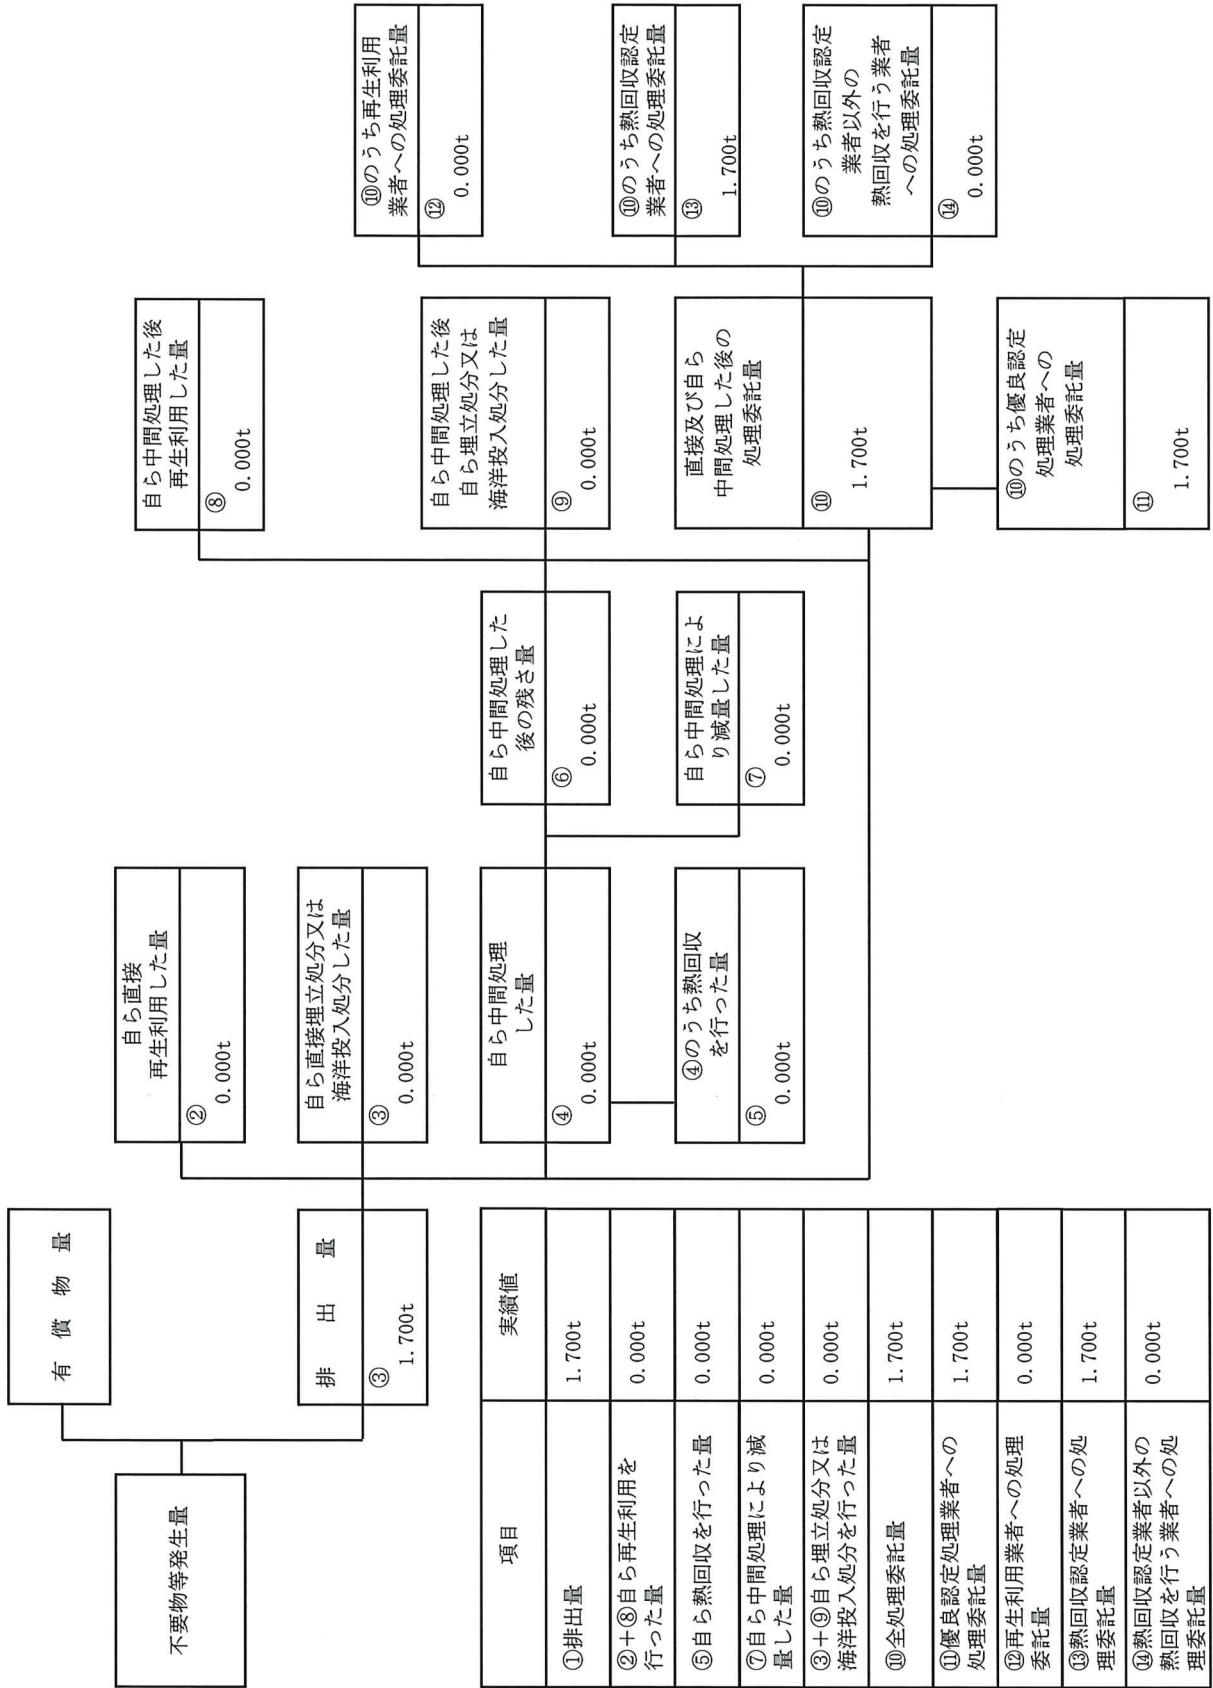 不要物等発生量
有償物量
排出量
③
1.700t
自ら直接
再生利用した量
②
0.000t
自ら直接埋立処分又は
海洋投入処分した量
③
0.000t
自ら中間処理
した量
④
0.000t
④のうち熱回収
を行った量
⑤
0.000t
自ら中間処理した
後の残さ量
⑥
0.000t
自ら中間処理によ
り減量した量
⑦
0.000t
自ら中間処理した後
再生利用した量
⑧
0.000t
自ら中間処理した後
自ら埋立処分又は
海洋投入処分した量
⑨
0.000t
直接及び自ら
中間処理した後の
処理委託量
⑩
1.700t
⑩のうち優良認定
処理業者への
処理委託量
⑪
1.700t
⑩のうち再生利用
業者への処理委託量
⑫
0.000t
⑩のうち熱回収認定
業者への処理委託量
⑬
1.700t
⑩のうち熱回収認定
業者以外の
熱回収を行う業者
への処理委託量
⑭
0.000t
項目 実績値
①排出量 1.700t
②+⑧自ら再生利用を
行った量 0.000t
⑤自ら熱回収を行った量 0.000t
⑦自ら中間処理により減
量した量 0.000t
③+⑨自ら埋立処分又は
海洋投入処分を行った量 0.000t
⑩全処理委託量 1.700t
⑪優良認定処理業者への
処理委託量 1.700t
⑫再生利用業者への処理
委託量 0.000t
⑬熱回収認定業者への処
理委託量 1.700t
⑭熱回収認定業者以外の
熱回収を行う業者への処
理委託量 0.000t